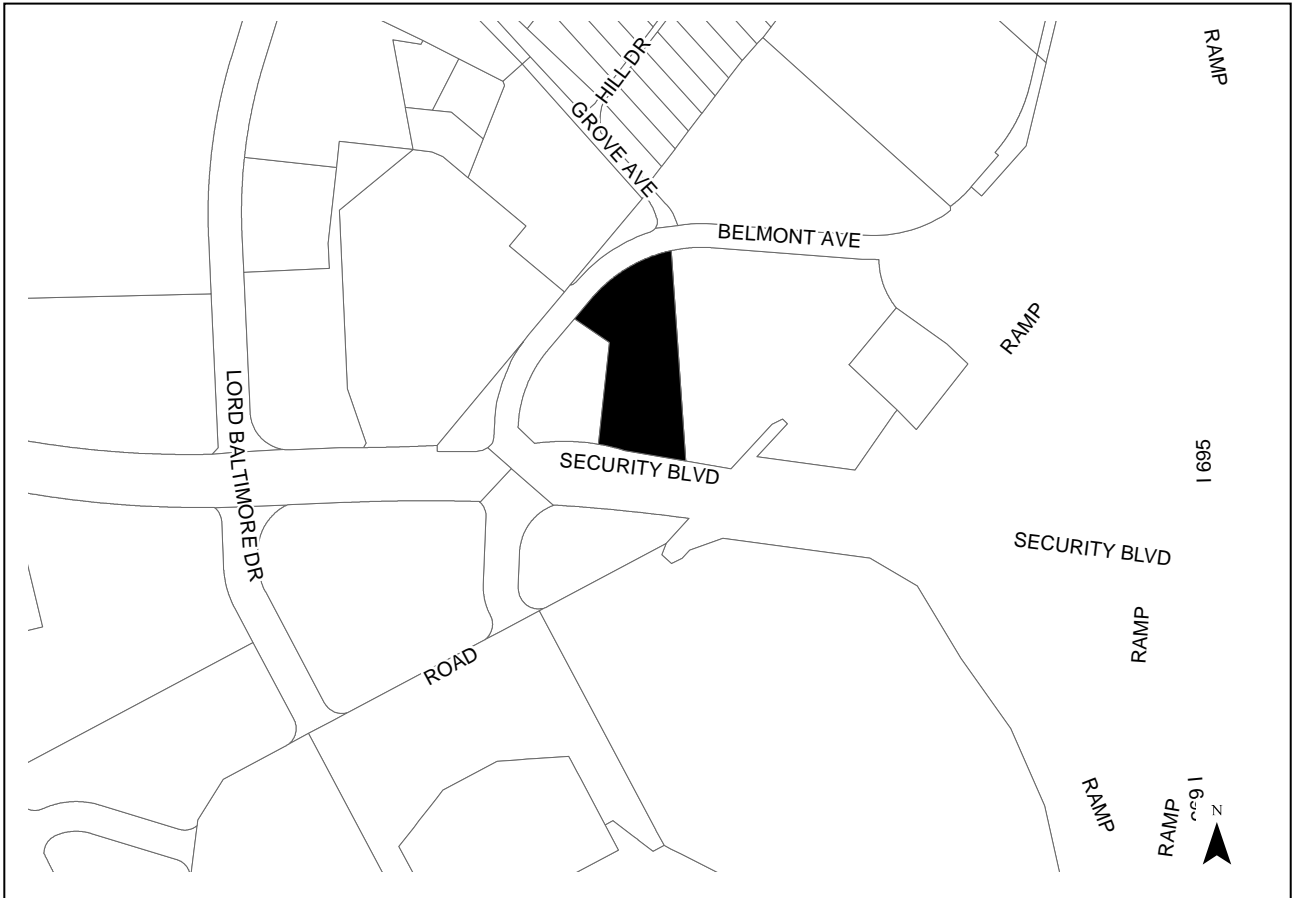 RAMP
HILL DR
GROVE AVE
BELMONT AVE
RAMP
LORD BALTIMORE DR
SECURITY BLVD
I 695
SECURITY BLVD
RAMP
ROAD
RAMP
RAMP
I 695
N